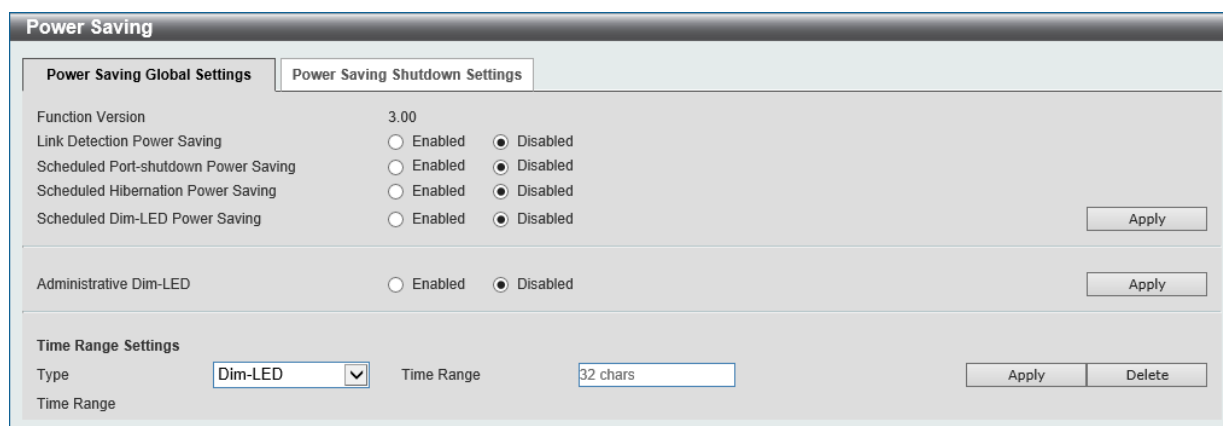 Power Saving
Power Saving Global Settings Power Saving Shutdown Settings
Function Version 3.00
Link Detection Power Saving Enabled Disabled
Scheduled Port-shutdown Power Saving Enabled Disabled
Scheduled Hibernation Power Saving Enabled Disabled
Scheduled Dim-LED Power Saving Enabled Disabled Apply
Administrative Dim-LED Enabled Disabled Apply
Time Range Settings
Type Dim-LED Time Range 32 chars Apply Delete
Time Range